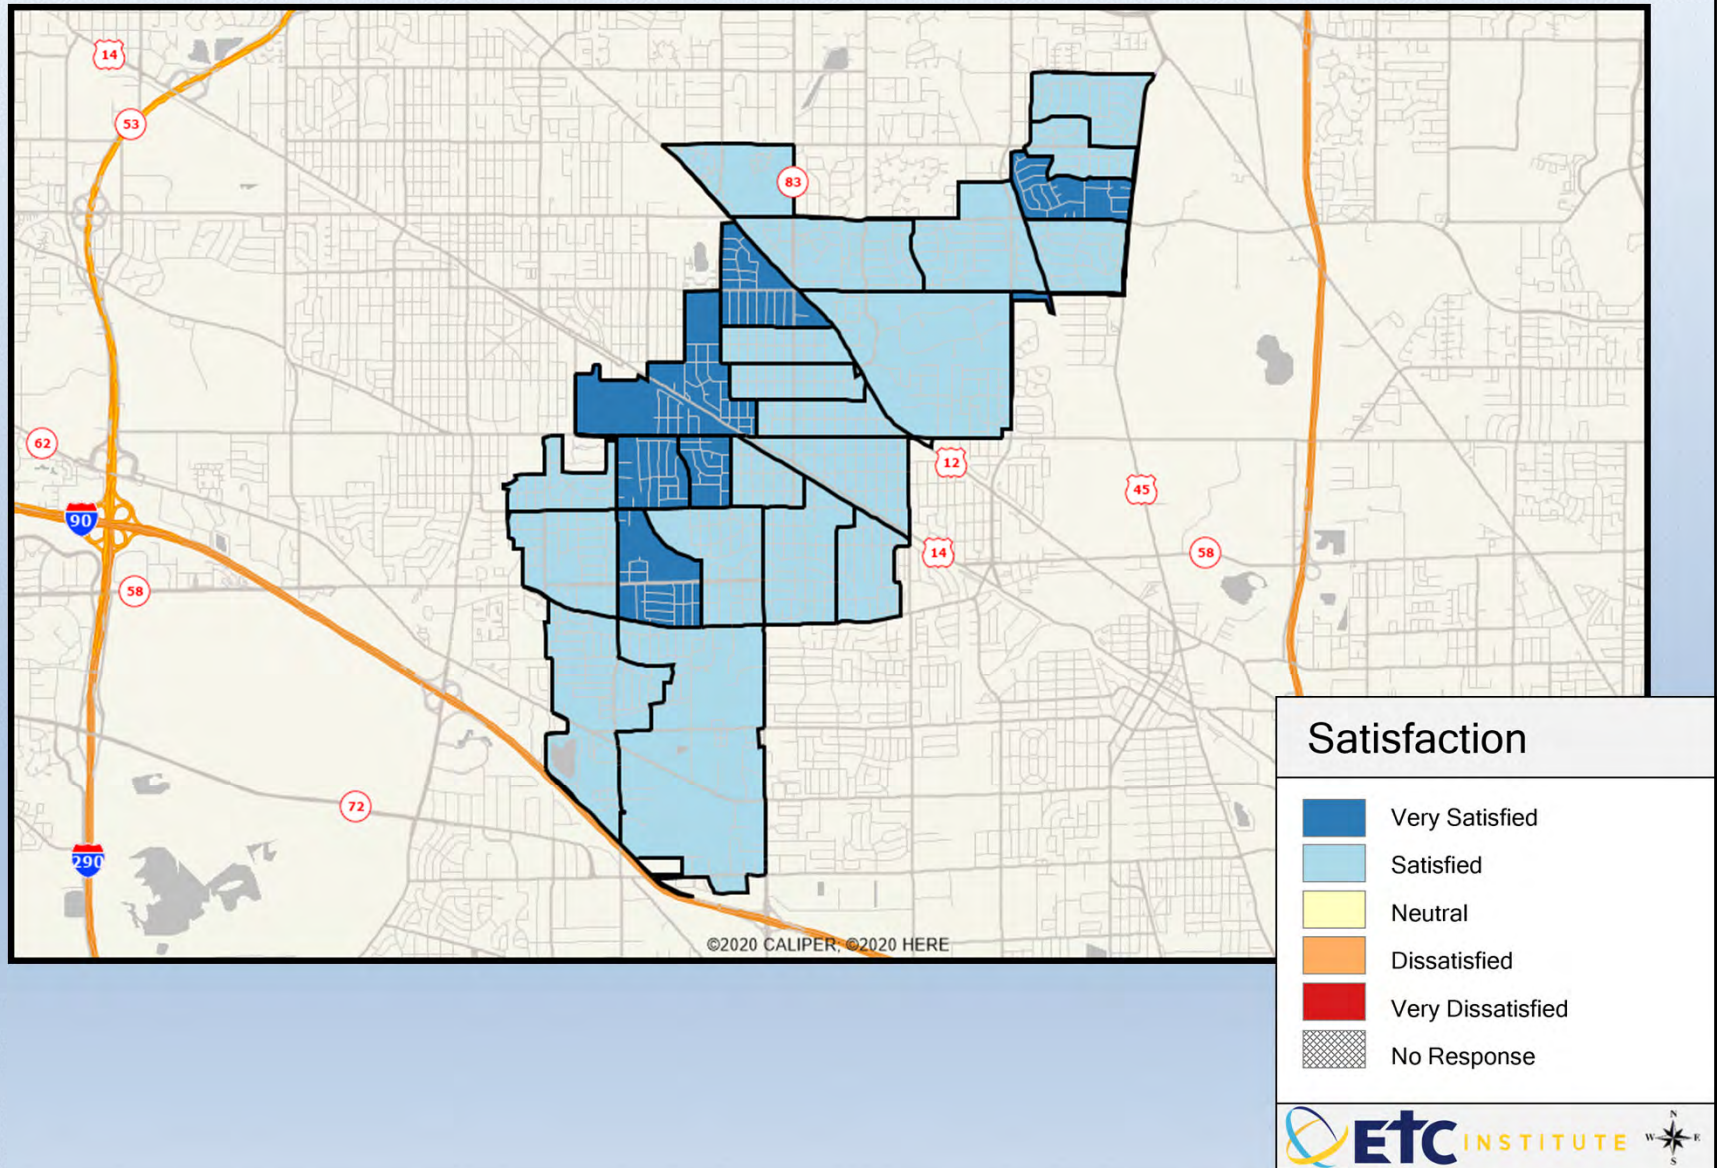 14
53
83
62
12
45
90
14
58
58
72
290
©2020 CALIPER; ©2020 HERE
Satisfaction
Very Satisfied
Satisfied
Neutral
Dissatisfied
Very Dissatisfied
No Response
ETC INSTITUTE
N
W E
S